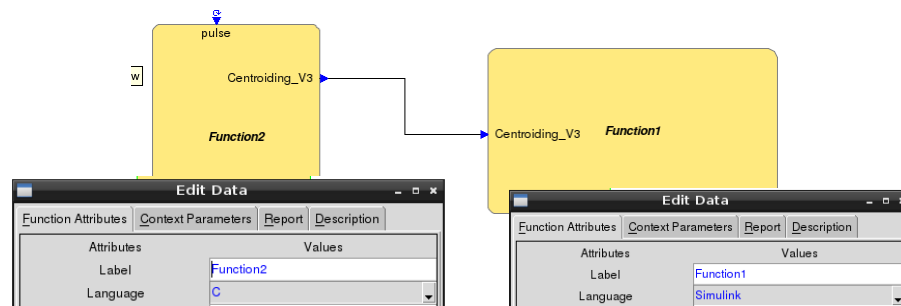 pulse
w
Centroiding_V3
Function2
Centroiding_V3
Function1
Edit Data
Function Attributes Context Parameters Report Description
Attributes Values
Label Function2
Language C
Edit Data
Function Attributes Context Parameters Report Description
Attributes Values
Label Function1
Language Simulink